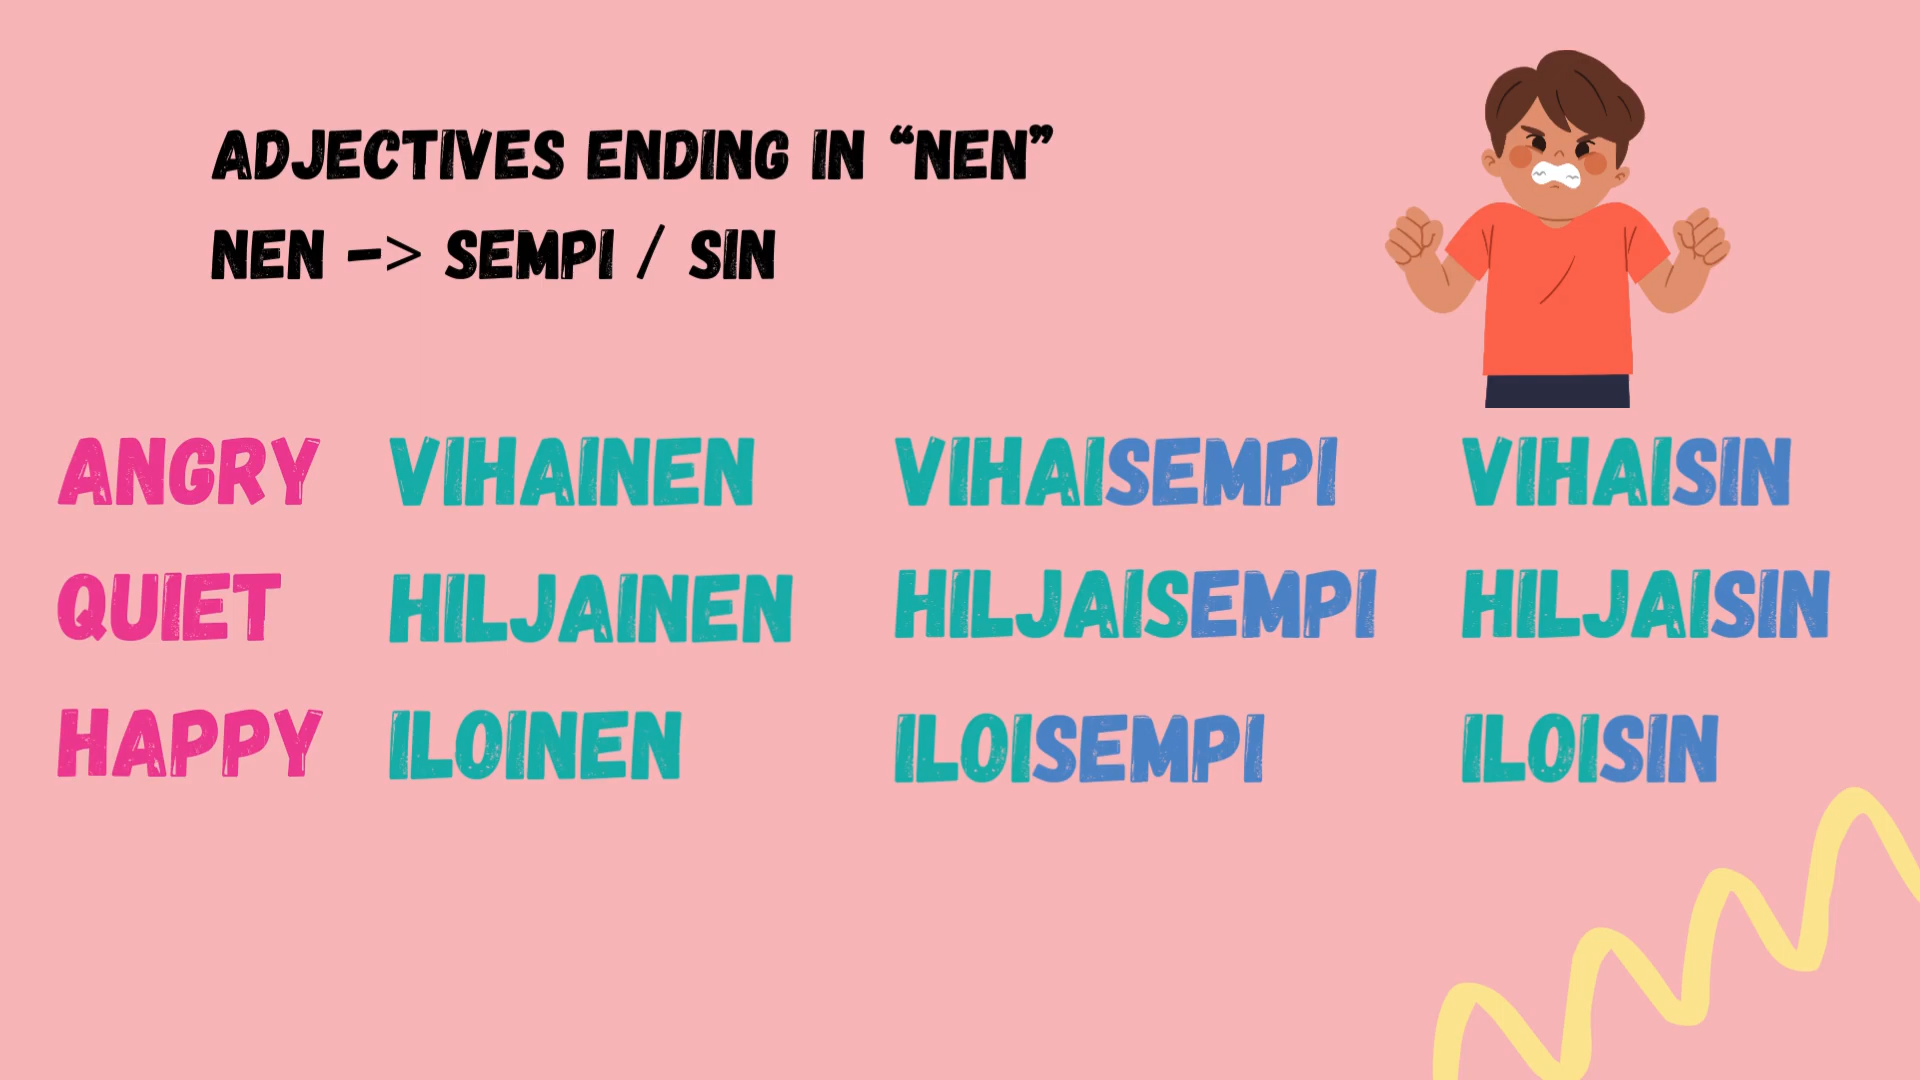 ADJECTIVES ENDING IN “NEN”
NEN -> SEMPI / SIN
ANGRY VIHAINEN VIHAISEMPI VIHAISIN
QUIET HILJAINEN HILJAISEMPI HILJAISIN
HAPPY ILOINEN ILOISEMPI ILOISIN